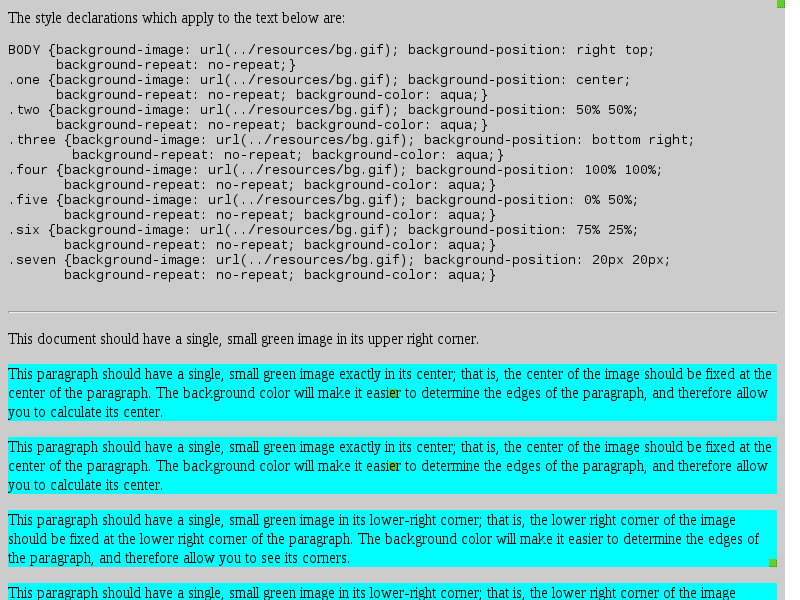 The style declarations which apply to the text below are:
BODY {background-image: url(../resources/bg.gif); background-position: right top;
background-repeat: no-repeat;}
.one {background-image: url(../resources/bg.gif); background-position: center;
background-repeat: no-repeat; background-color: aqua;}
.two {background-image: url(../resources/bg.gif); background-position: 50% 50%;
background-repeat: no-repeat; background-color: aqua;}
.three {background-image: url(../resources/bg.gif); background-position: bottom right;
background-repeat: no-repeat; background-color: aqua;}
.four {background-image: url(../resources/bg.gif); background-position: 100% 100%;
background-repeat: no-repeat; background-color: aqua;}
.five {background-image: url(../resources/bg.gif); background-position: 0% 50%;
background-repeat: no-repeat; background-color: aqua;}
.six {background-image: url(../resources/bg.gif); background-position: 75% 25%;
background-repeat: no-repeat; background-color: aqua;}
.seven {background-image: url(../resources/bg.gif); background-position: 20px 20px;
background-repeat: no-repeat; background-color: aqua;}
This document should have a single, small green image in its upper right corner.
This paragraph should have a single, small green image exactly in its center; that is, the center of the image should be fixed at the
center of the paragraph. The background color will make it easier to determine the edges of the paragraph, and therefore allow
you to calculate its center.
This paragraph should have a single, small green image exactly in its center; that is, the center of the image should be fixed at the
center of the paragraph. The background color will make it easier to determine the edges of the paragraph, and therefore allow
you to calculate its center.
This paragraph should have a single, small green image in its lower-right corner; that is, the lower right corner of the image
should be fixed at the lower right corner of the paragraph. The background color will make it easier to determine the edges of
the paragraph, and therefore allow you to see its corners.
This paragraph should have a single, small green image in its lower-right corner; that is, the lower right corner of the image